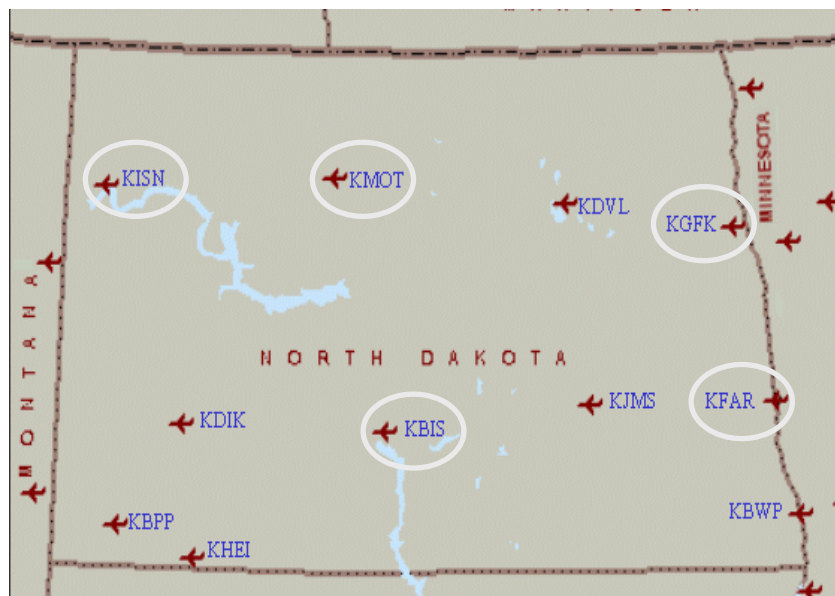 KISN
KMOT
KDVL
KGFK
MINNESOTA
MONTANA
NORTH DAKOTA
KDIK
KBIS
KJMS
KFAR
KBPP
KHEI
KBWP